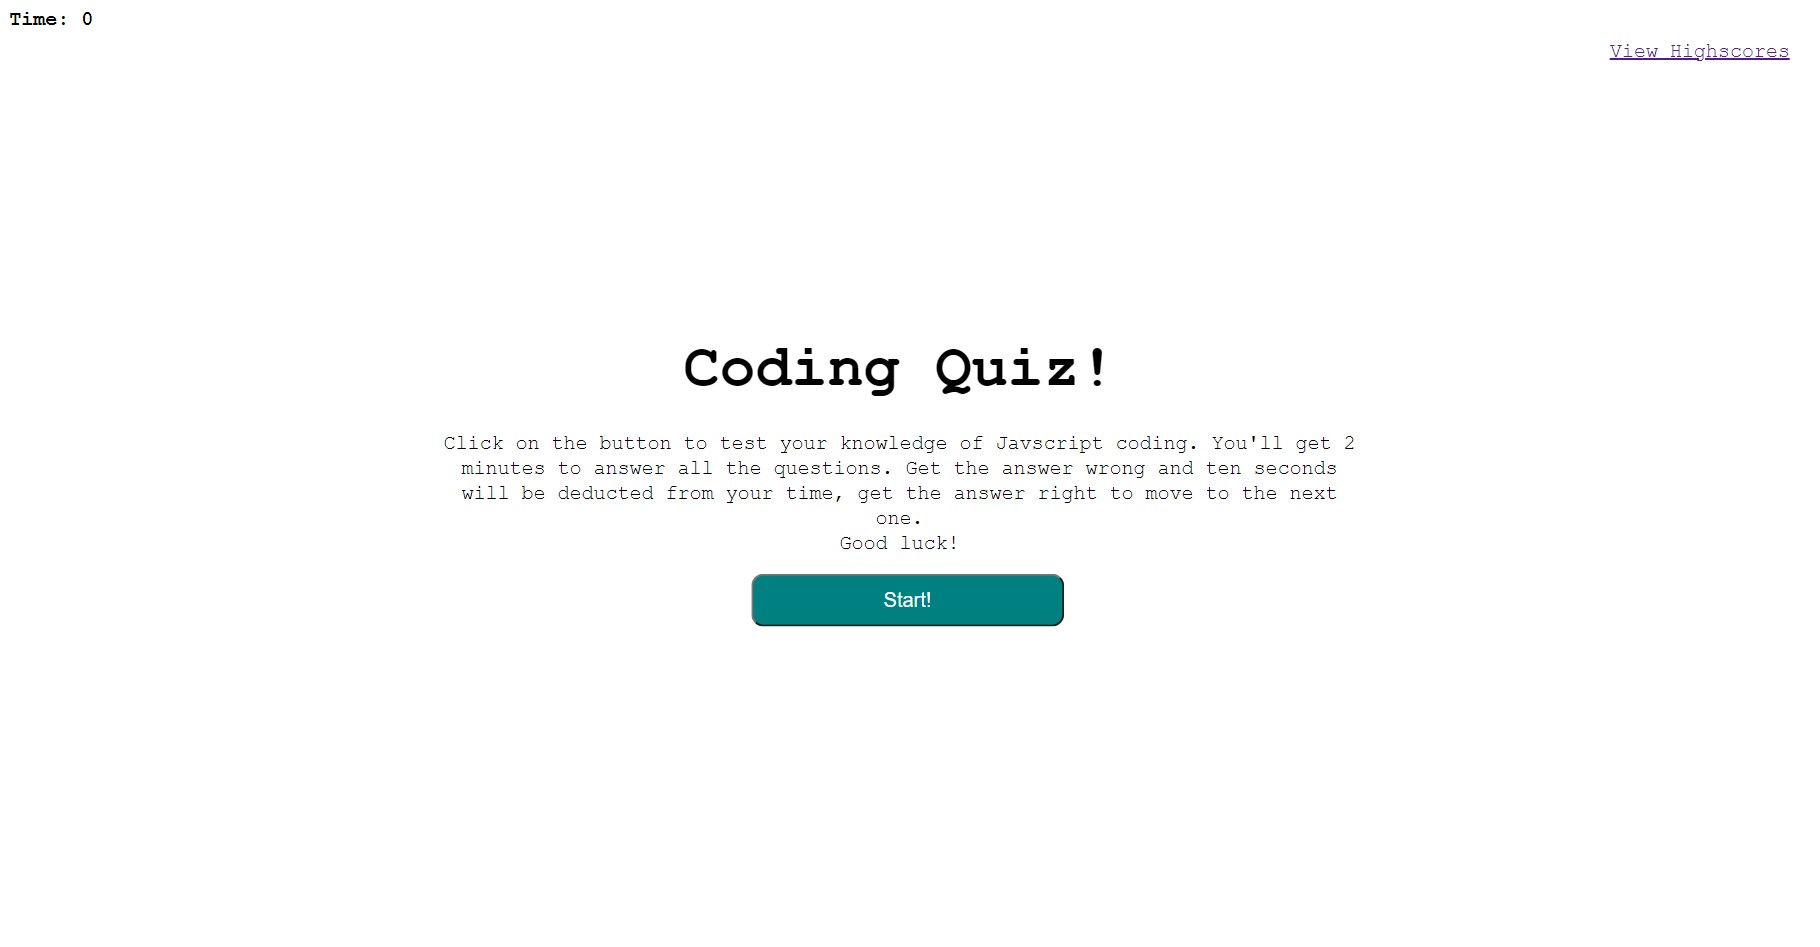 Time: 0
View Highscores
Coding Quiz!
Click on the button to test your knowledge of Javscript coding. You'll get 2
minutes to answer all the questions. Get the answer wrong and ten seconds
will be deducted from your time, get the answer right to move to the next
one.
Good luck!
Start!